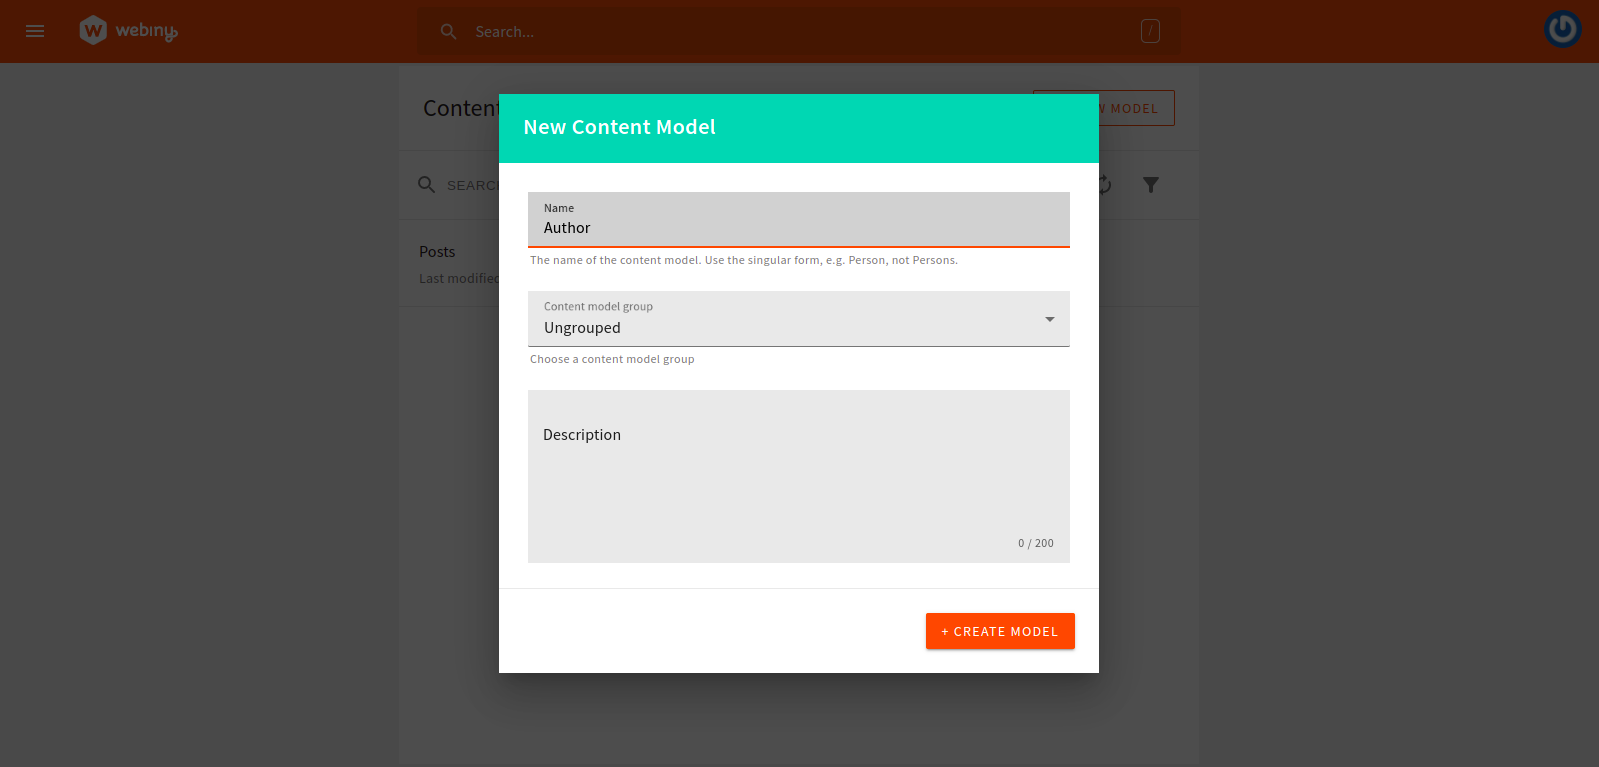 webiny
Search...
/
Content
W MODEL
New Content Model
SEARC
Name
Author
The name of the content model. Use the singular form, e.g. Person, not Persons.
Posts
Last modified
Content model group
Ungrouped
Choose a content model group
Description
0 / 200
+ CREATE MODEL